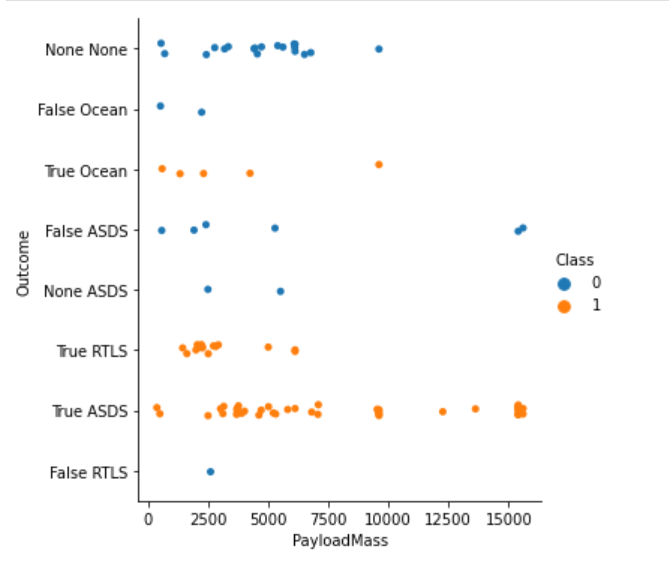 None None
False Ocean
True Ocean
False ASDS
None ASDS
True RTLS
True ASDS
False RTLS
Outcome
0 2500 5000 7500 10000 12500 15000
PayloadMass
Class
0
1